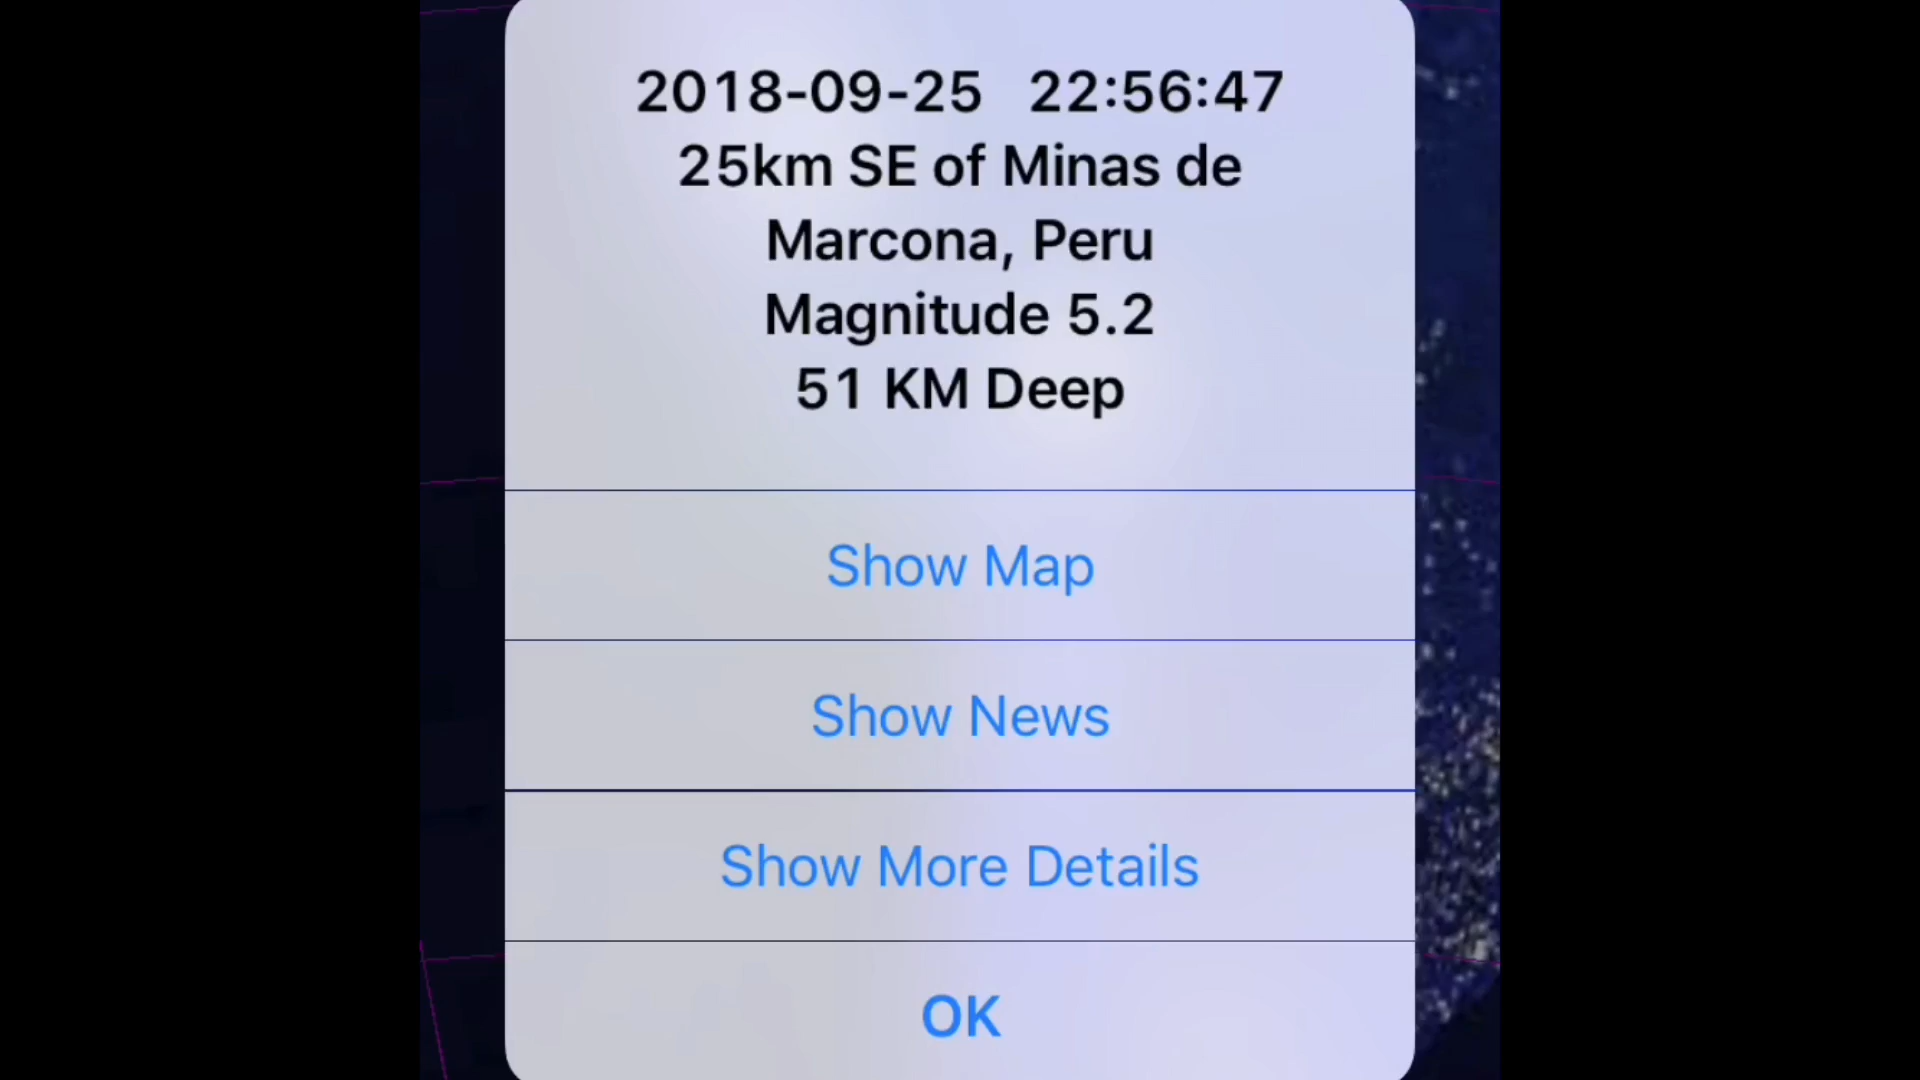 2018-09-25 22:56:47
25km SE of Minas de
Marcona, Peru
Magnitude 5.2
51 KM Deep
Show Map
Show News
Show More Details
OK